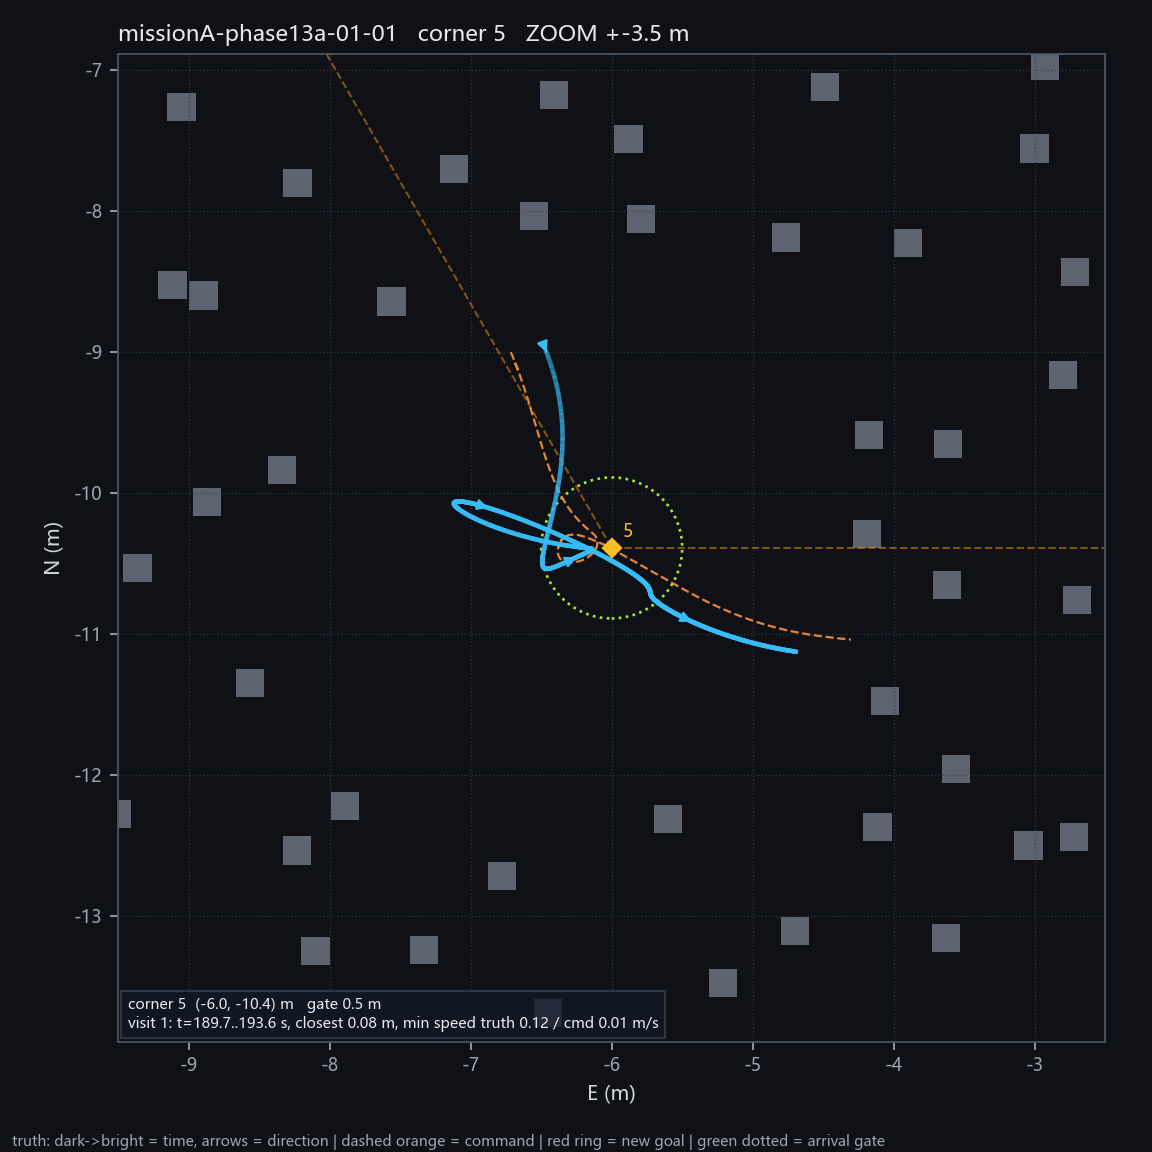 missionA-phase13a-01-01   corner 5   ZOOM +-3.5 m
-7
-8
-9
-10
-11
-12
-13
N (m)
5
corner 5  (-6.0, -10.4) m   gate 0.5 m
visit 1: t=189.7..193.6 s, closest 0.08 m, min speed truth 0.12 / cmd 0.01 m/s
-9 -8 -7 -6 -5 -4 -3
E (m)
truth: dark->bright = time, arrows = direction | dashed orange = command | red ring = new goal | green dotted = arrival gate